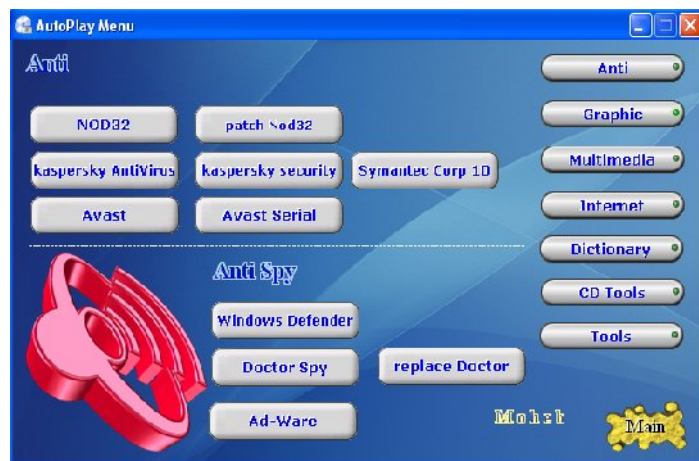 AutoPlay Menu
Anti
NOD32
patch Nod32
kaspersky AntiVirus
kaspersky security
Symantec Corp 10
Avast
Avast Serial
Anti Spy
Windows Defender
Doctor Spy
replace Doctor
Ad-Ware
Anti
Graphic
Multimedia
Internet
Dictionary
CD Tools
Tools
Main